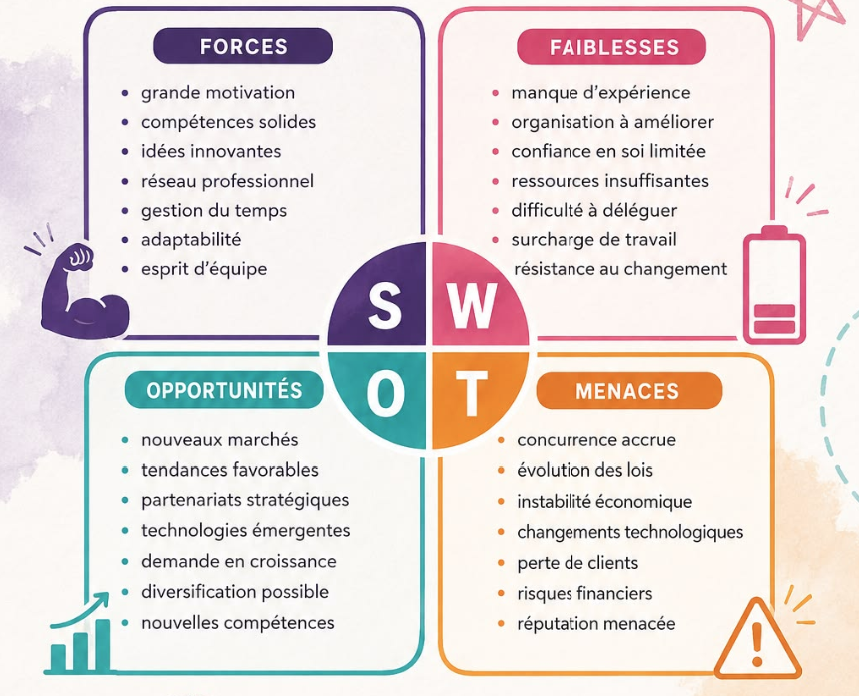 FORCES
• grande motivation
• compétences solides
• idées innovantes
• réseau professionnel
• gestion du temps
• adaptabilité
• esprit d'équipe
FAIBLESSES
• manque d'expérience
• organisation à améliorer
• confiance en soi limitée
• ressources insuffisantes
• difficulté à déléguer
• surcharge de travail
résistance au changement
S W
O T
OPPORTUNITÉS
• nouveaux marchés
• tendances favorables
• partenariats stratégiques
• technologies émergentes
• demande en croissance
• diversification possible
• nouvelles compétences
MENACES
• concurrence accrue
• évolution des lois
• instabilité économique
• changements technologiques
• perte de clients
• risques financiers
• réputation menacée